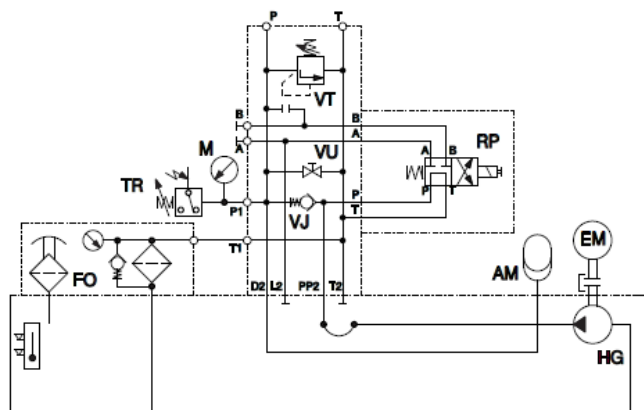 P T
VT
B B
A A
A B RP
M VU
TR
P T
P
P1 VJ
T
T1
EM
FO AM
D2 L2 PP2 T2
HG